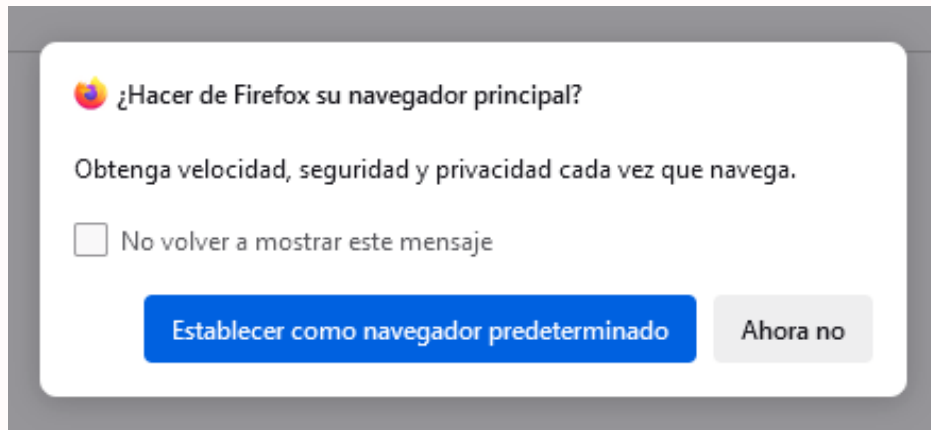 ¿Hacer de Firefox su navegador principal?
Obtenga velocidad, seguridad y privacidad cada vez que navega.
No volver a mostrar este mensaje
Establecer como navegador predeterminado
Ahora no